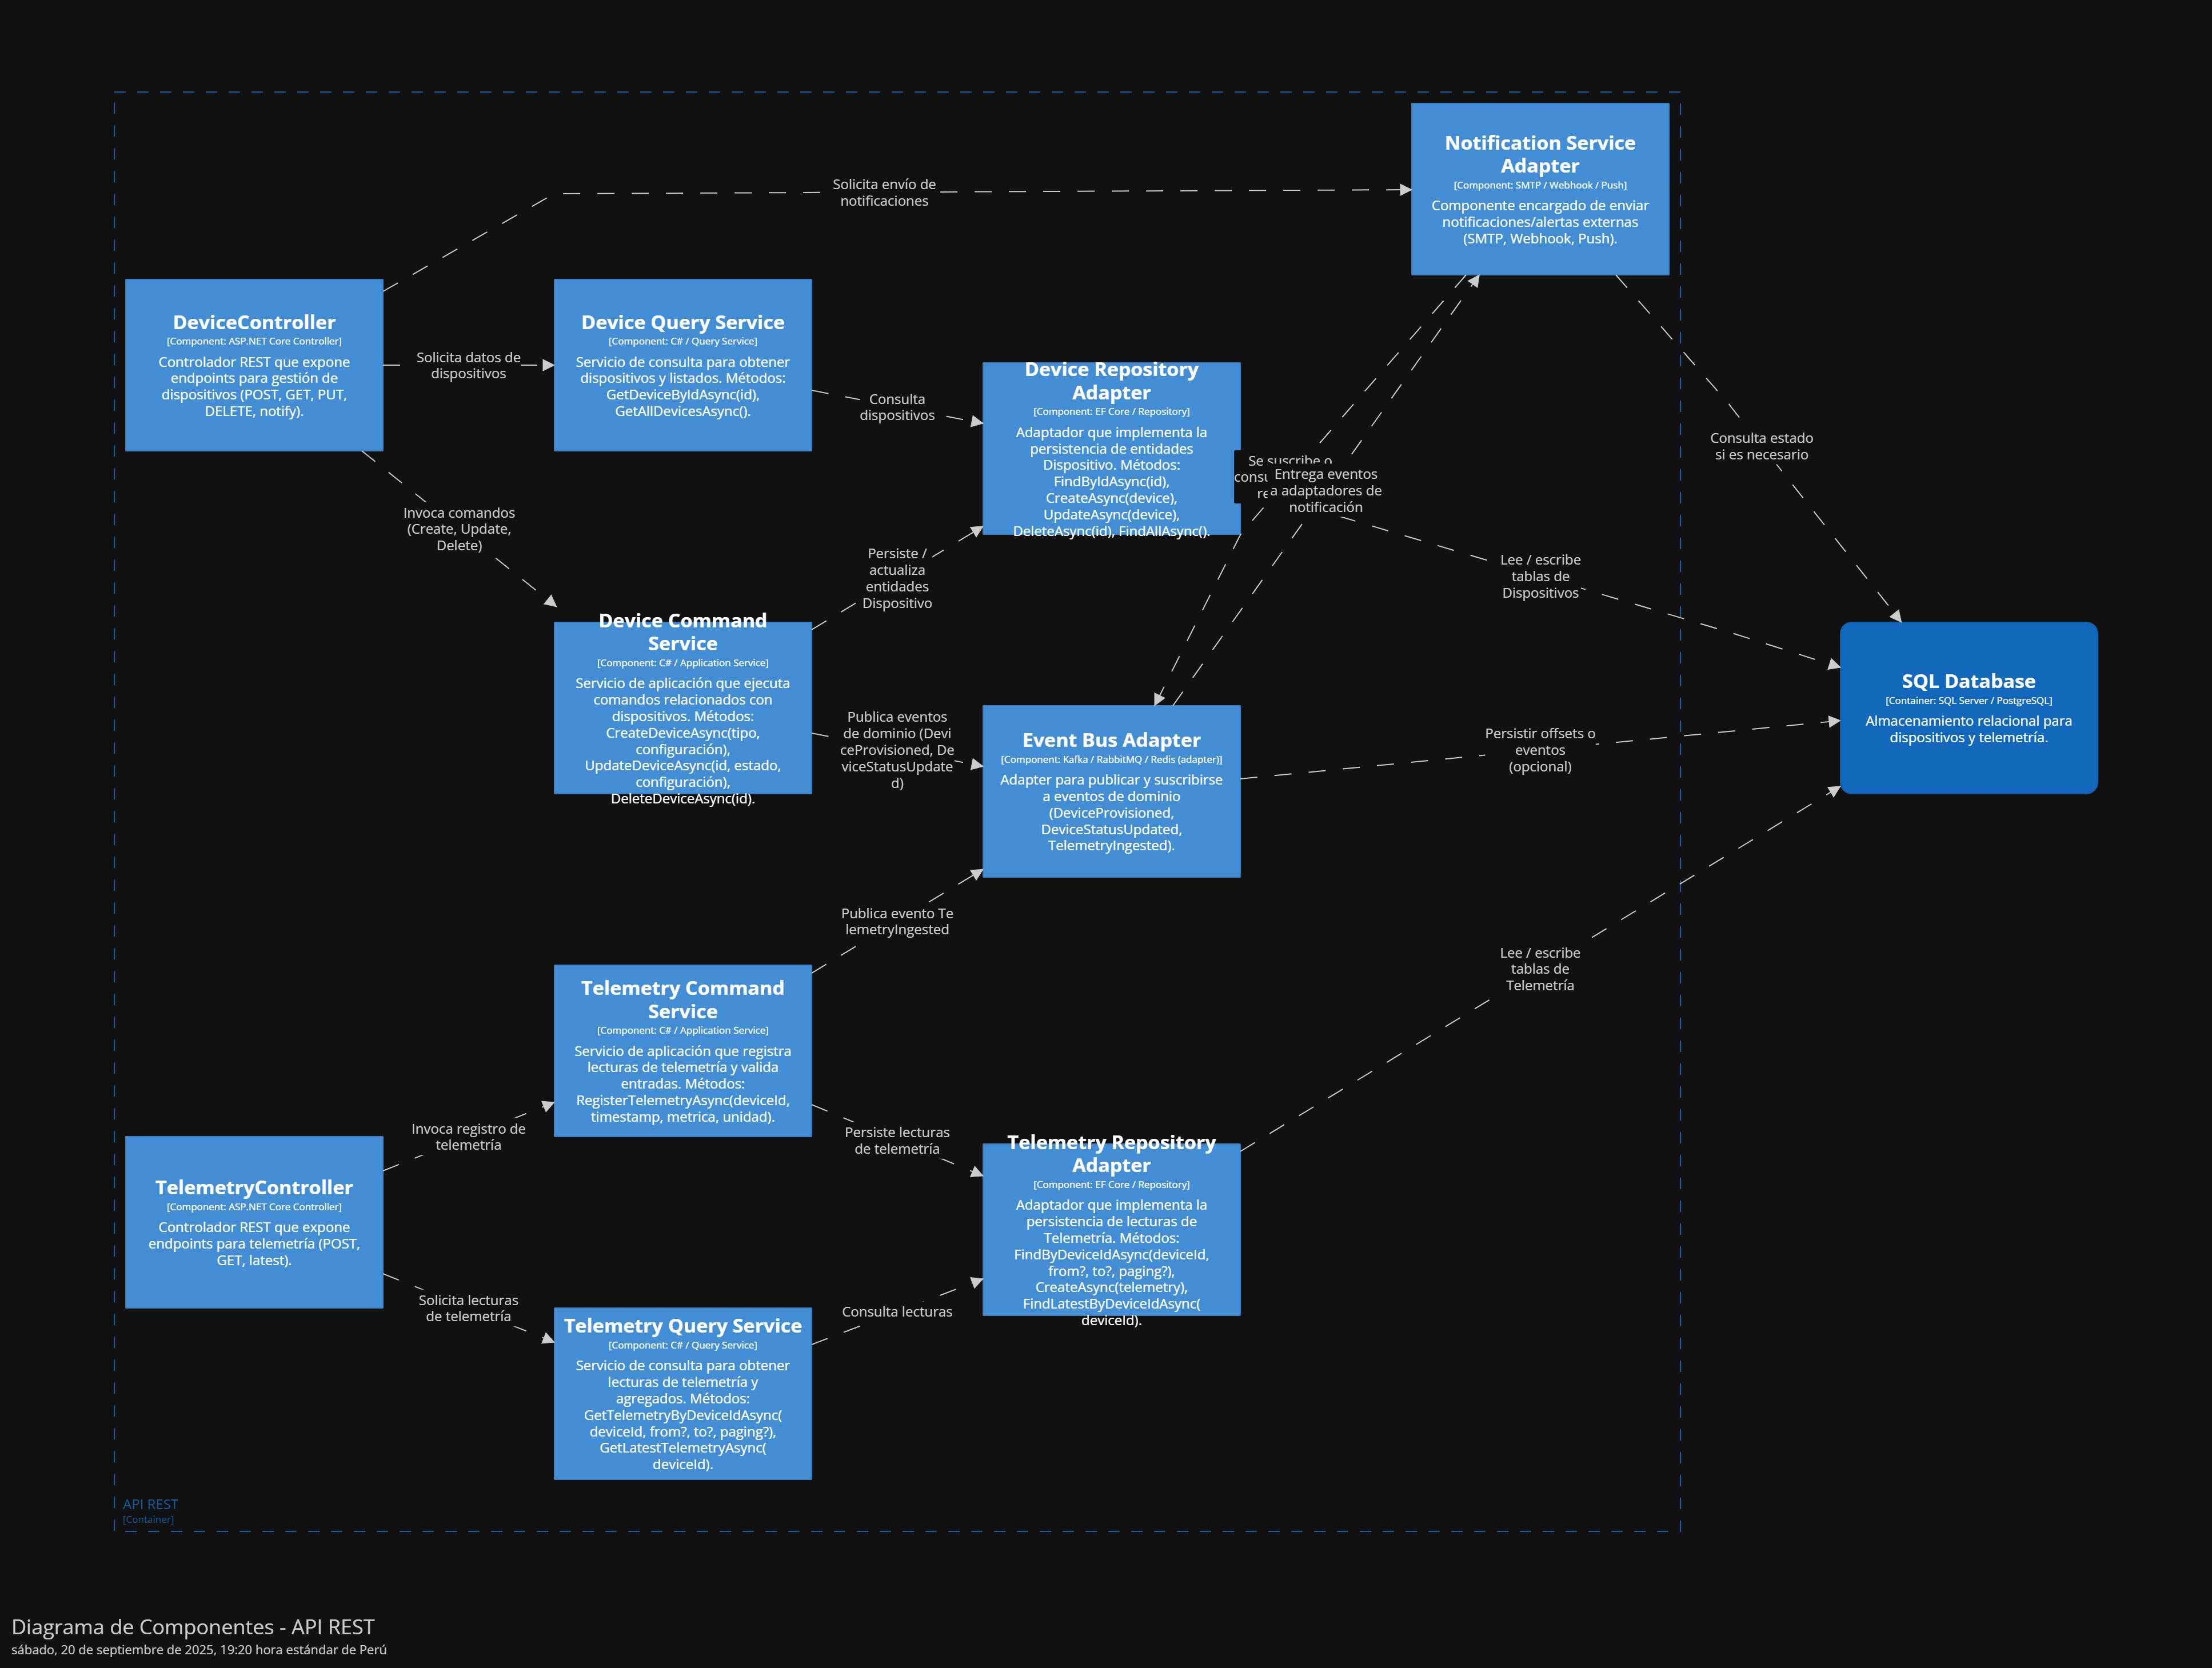 Notification Service
Adapter
[Component: SMTP / Webhook / Push]
Componente encargado de enviar
notificaciones/alertas externas
(SMTP, Webhook, Push).
Solicita envío de
notificaciones
DeviceController
[Component: ASP.NET Core Controller]
Controlador REST que expone
endpoints para gestión de
dispositivos (POST, GET, PUT,
DELETE, notify).
Solicita datos de
dispositivos
Device Query Service
[Component: C# / Query Service]
Servicio de consulta para obtener
dispositivos y listados. Métodos:
GetDeviceByIdAsync(id),
GetAllDevicesAsync().
Consulta
dispositivos
Device Repository
Adapter
[Component: EF Core / Repository]
Adaptador que implementa la
persistencia de entidades
Dispositivo. Métodos:
FindByIdAsync(id),
CreateAsync(device),
UpdateAsync(device),
DeleteAsync(id), FindAllAsync().
Se suscribe o
Entrega eventos
a adaptadores de
notificación
Consulta estado
si es necesario
Invoca comandos
(Create, Update,
Delete)
Persiste /
actualiza
entidades
Dispositivo
Lee / escribe
tablas de
Dispositivos
Device Command
Service
[Component: C# / Application Service]
Servicio de aplicación que ejecuta
comandos relacionados con
dispositivos. Métodos:
CreateDeviceAsync(tipo,
configuración),
UpdateDeviceAsync(id, estado,
configuración),
DeleteDeviceAsync(id).
Publica eventos
de dominio (Devi
ceProvisioned, De
viceStatusUpdate
d)
Event Bus Adapter
[Component: Kafka / RabbitMQ / Redis (adapter)]
Adapter para publicar y suscribirse
a eventos de dominio
(DeviceProvisioned,
DeviceStatusUpdated,
TelemetryIngested).
Persistir offsets o
eventos
(opcional)
SQL Database
[Container: SQL Server / PostgreSQL]
Almacenamiento relacional para
dispositivos y telemetría.
Publica evento Te
lemetryIngested
Lee / escribe
tablas de
Telemetría
Telemetry Command
Service
[Component: C# / Application Service]
Servicio de aplicación que registra
lecturas de telemetría y valida
entradas. Métodos:
RegisterTelemetryAsync(deviceId,
timestamp, metrica, unidad).
Invoca registro de
telemetría
Persiste lecturas
de telemetría
TelemetryController
[Component: ASP.NET Core Controller]
Controlador REST que expone
endpoints para telemetría (POST,
GET, latest).
Telemetry Repository
Adapter
[Component: EF Core / Repository]
Adaptador que implementa la
persistencia de lecturas de
Telemetría. Métodos:
FindByDeviceIdAsync(deviceId,
from?, to?, paging?),
CreateAsync(telemetry),
FindLatestByDeviceIdAsync(
deviceId).
Solicita lecturas
de telemetría
Consulta lecturas
Telemetry Query Service
[Component: C# / Query Service]
Servicio de consulta para obtener
lecturas de telemetría y
agregados. Métodos:
GetTelemetryByDeviceIdAsync(
deviceId, from?, to?, paging?),
GetLatestTelemetryAsync(
deviceId).
API REST
[Container]
Diagrama de Componentes - API REST
sábado, 20 de septiembre de 2025, 19:20 hora estándar de Perú